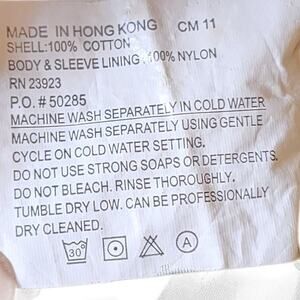 MADE IN HONG KONG CM 11
SHELL:100% COTTON
BODY & SLEEVE LINING :100% NYLON
RN 23923
P.O. # 50285
MACHINE WASH SEPARATELY IN COLD WATER
MACHINE WASH SEPARATELY USING GENTLE
CYCLE ON COLD WATER SETTING.
DO NOT USE STRONG SOAPS OR DETERGENTS.
DO NOT BLEACH. RINSE THOROUGHLY.
TUMBLE DRY LOW. CAN BE PROFESSIONALLY
DRY CLEANED.
30° A